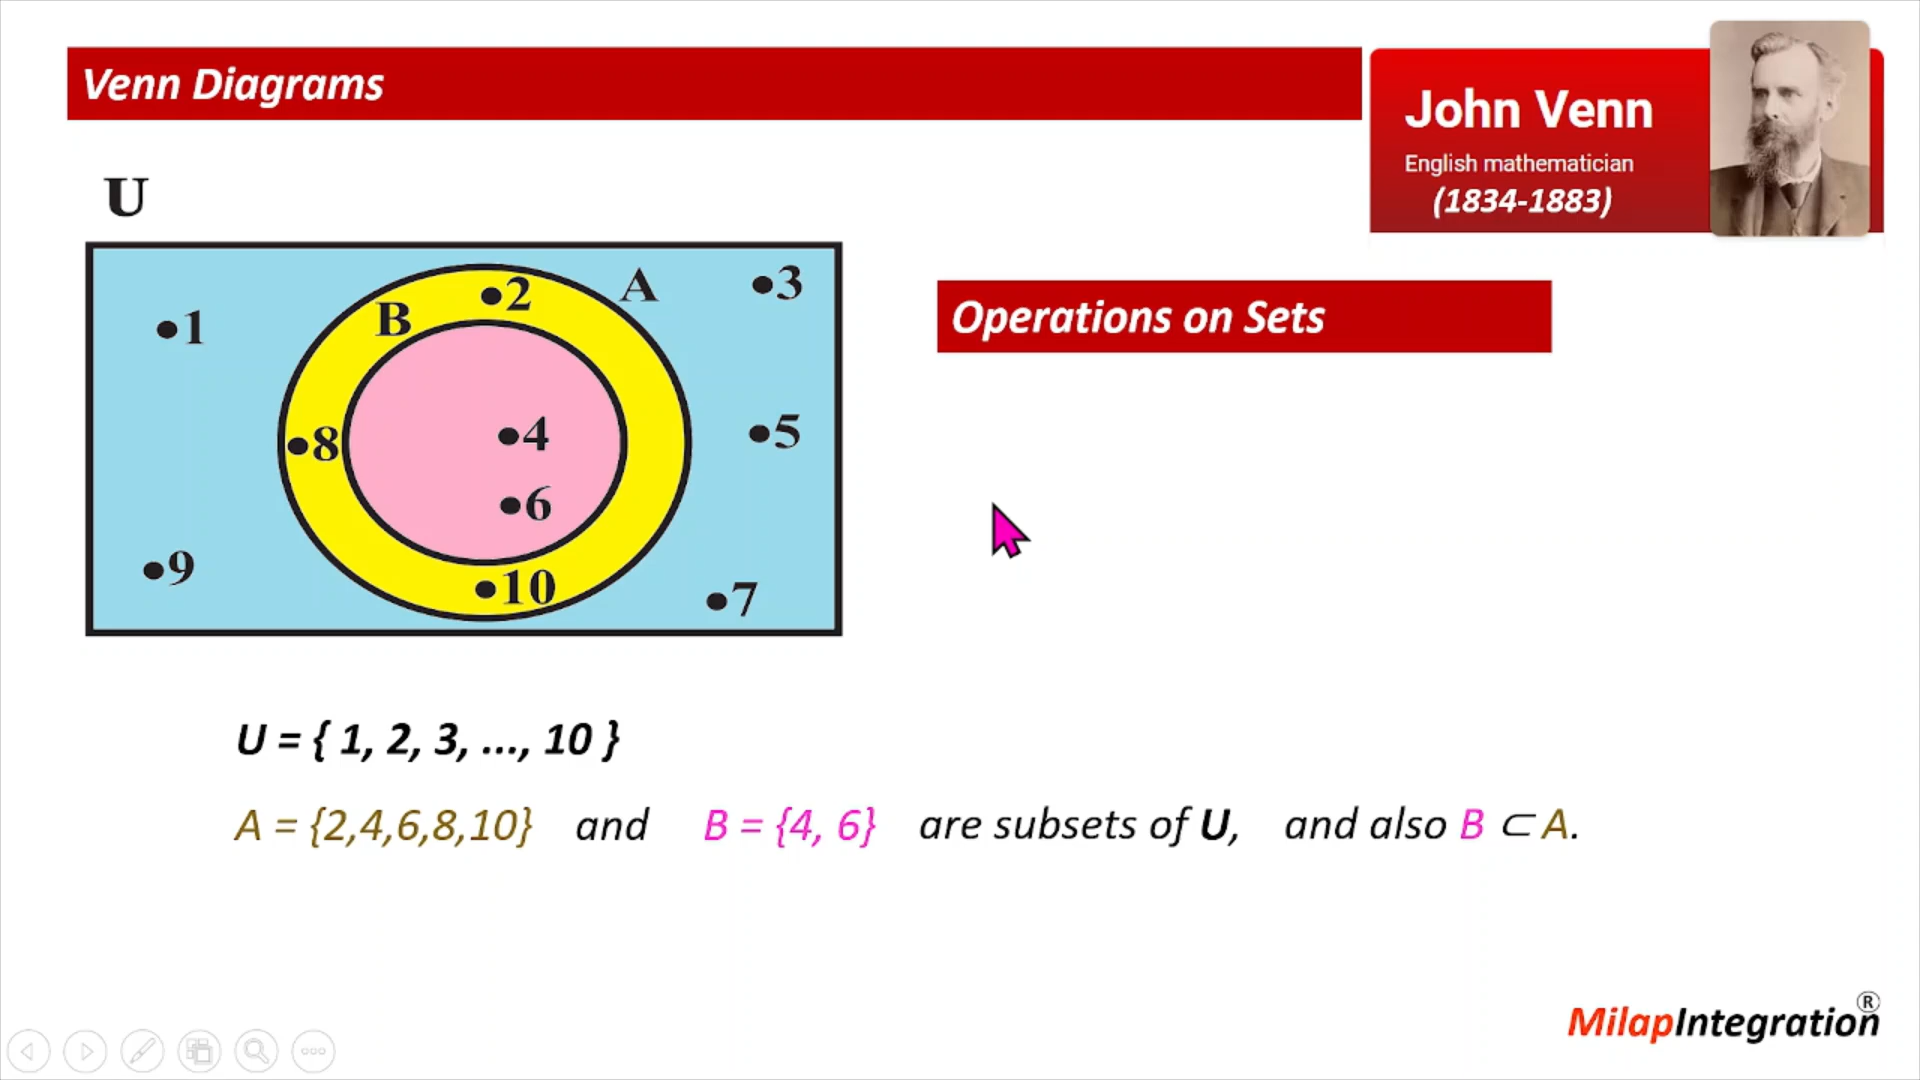 Venn Diagrams
John Venn
English mathematician
(1834-1883)
U
A
B
•1
•2
•3
•8
•4
•5
•6
•9
•10
•7
Operations on Sets
U = { 1, 2, 3, ..., 10 }
A = {2,4,6,8,10} and B = {4, 6} are subsets of U, and also B ⊂ A.
MilapIntegration®